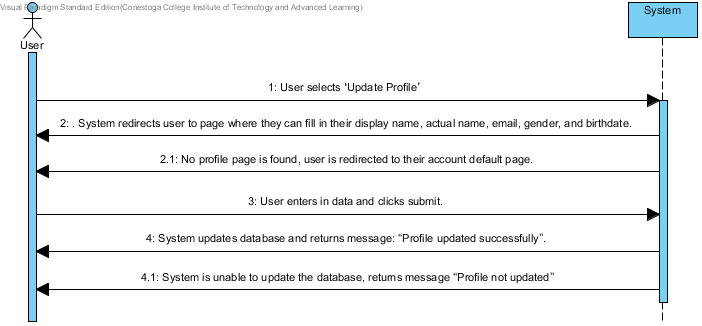 Visual Paradigm Standard Edition(Conestoga College Institute of Technology and Advanced Learning)
System
User
1: User selects ‘Update Profile’
2: . System redirects user to page where they can fill in their display name, actual name, email, gender, and birthdate.
2.1: No profile page is found, user is redirected to their account default page.
3: User enters in data and clicks submit.
4: System updates database and returns message: “Profile updated successfully”.
4.1: System is unable to update the database, returns message “Profile not updated”